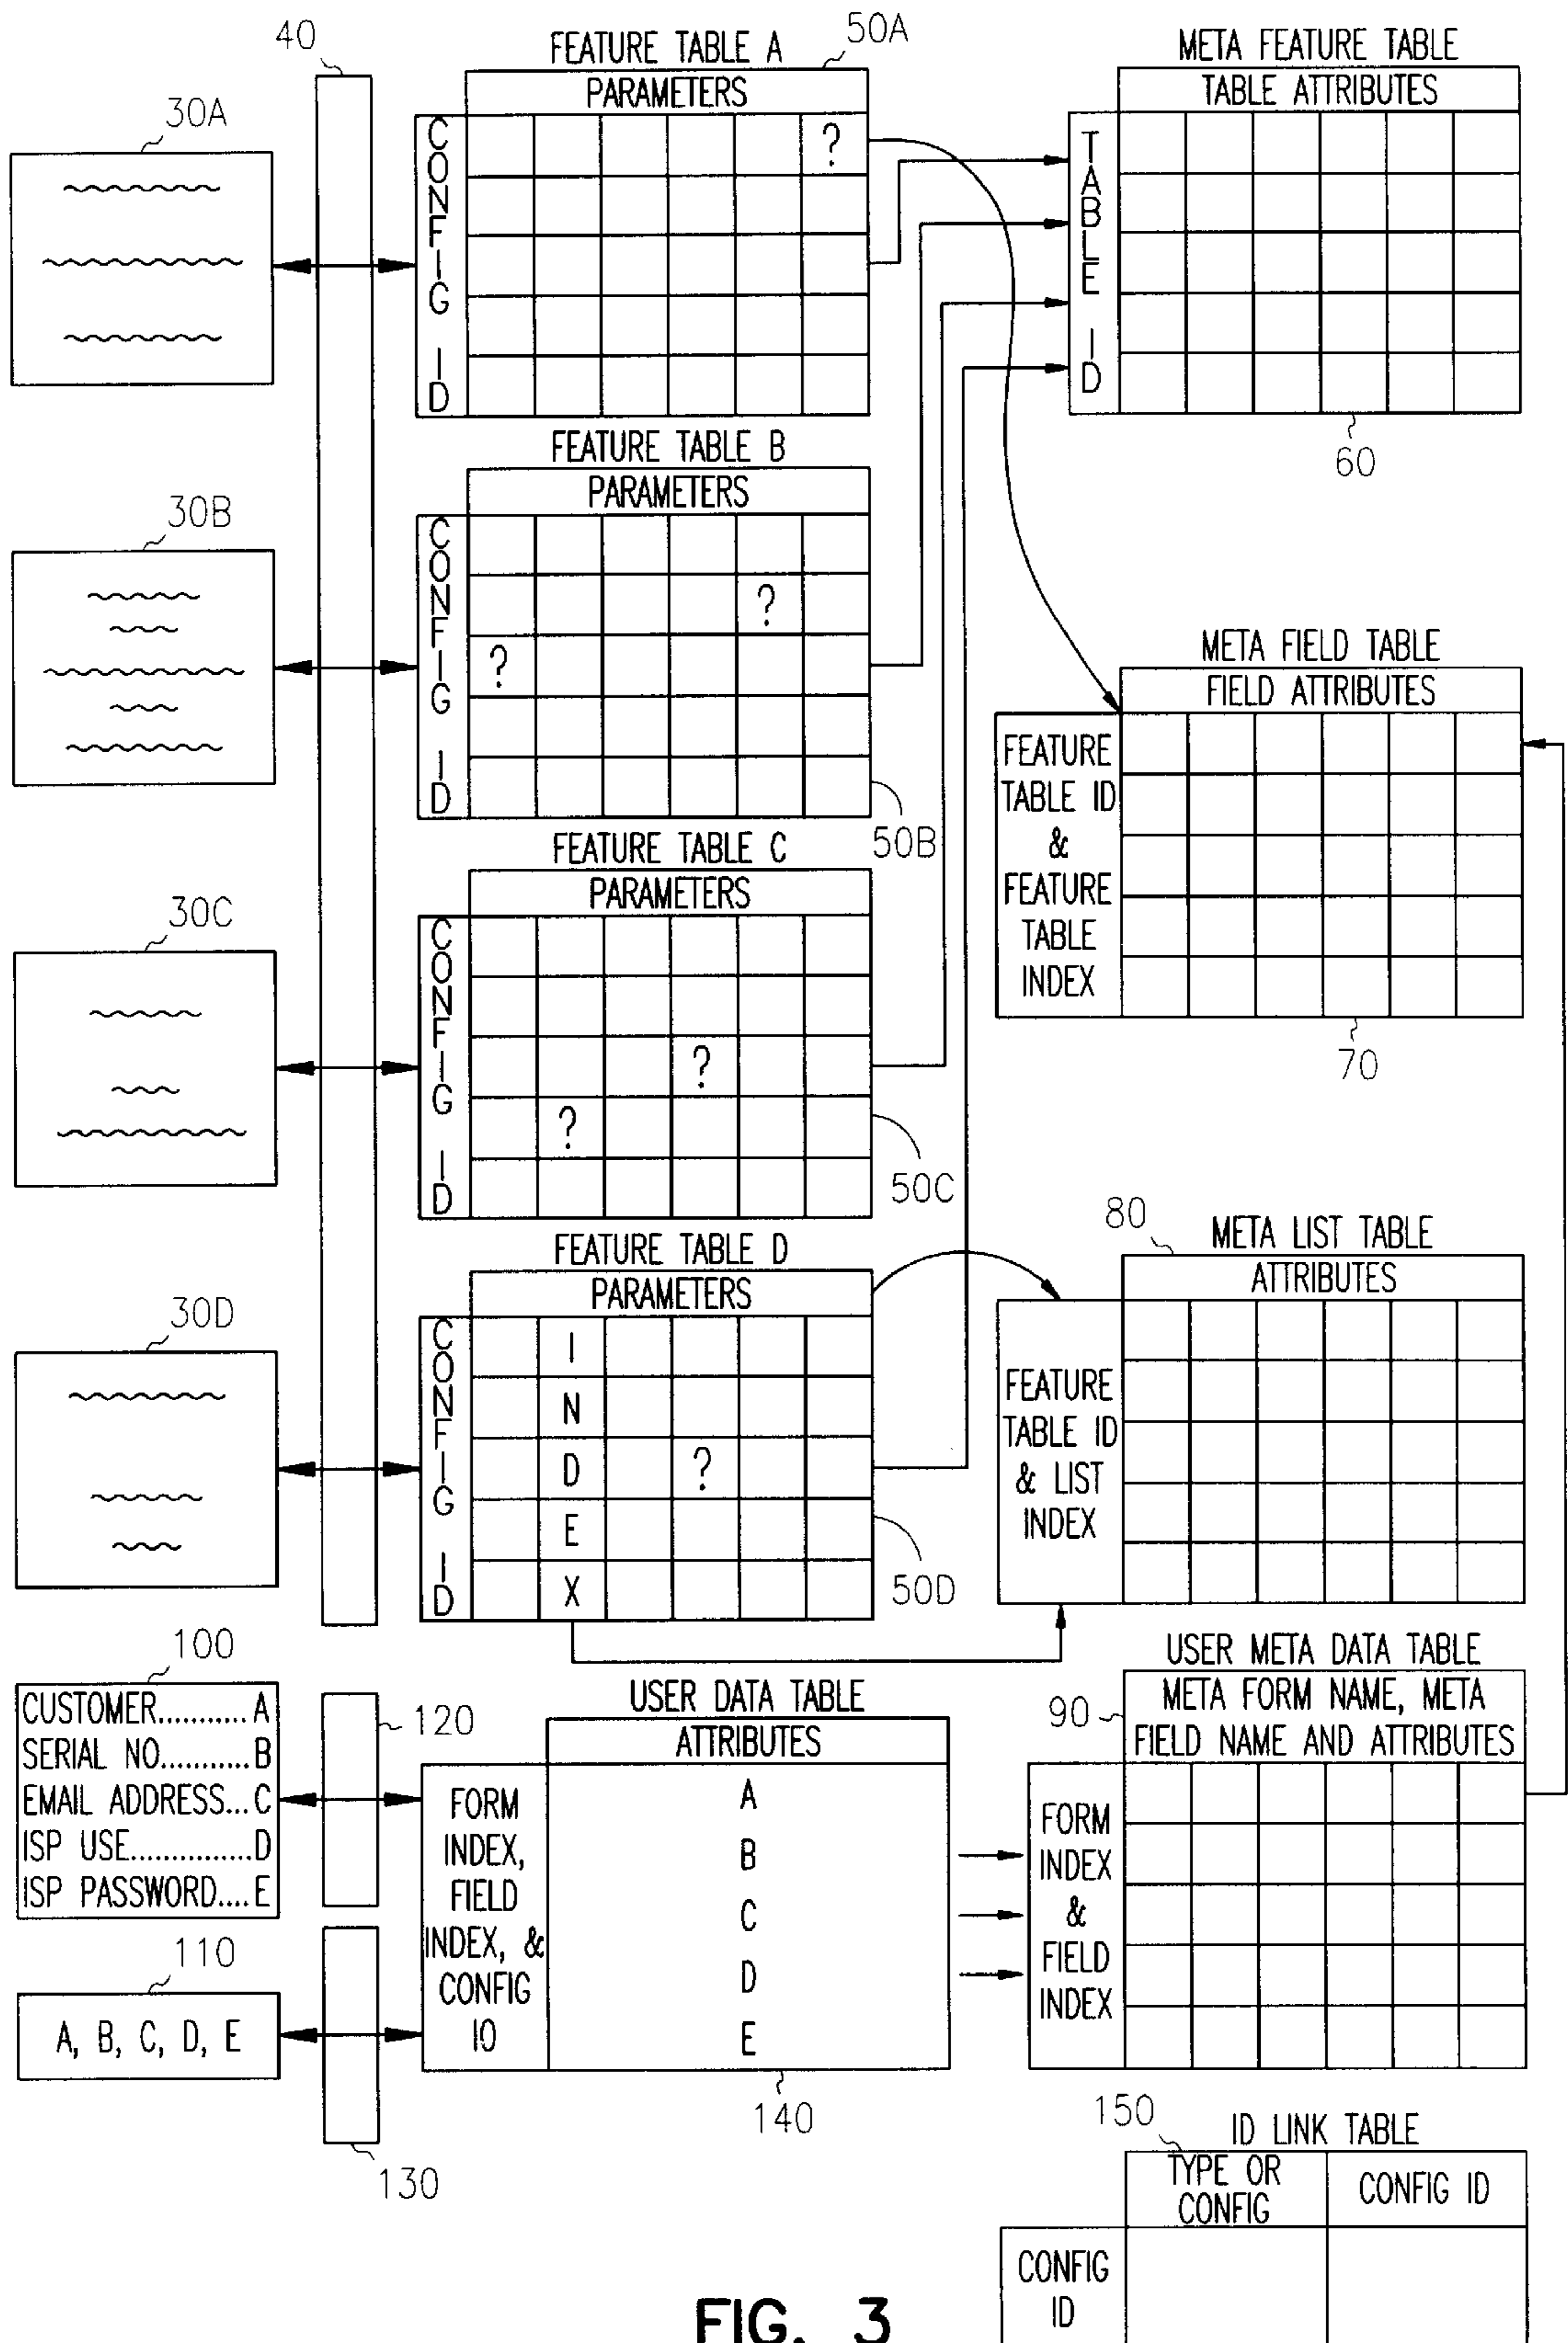 40
FEATURE TABLE A
50A
META FEATURE TABLE
PARAMETERS
TABLE ATTRIBUTES
30A
CONFIG ID
?
TABLE ID
60
FEATURE TABLE B
PARAMETERS
30B
CONFIG ID
?
?
50B
META FIELD TABLE
FIELD ATTRIBUTES
FEATURE
TABLE ID
&
FEATURE
TABLE
INDEX
70
FEATURE TABLE C
PARAMETERS
30C
CONFIG ID
?
?
50C
80
META LIST TABLE
ATTRIBUTES
FEATURE
TABLE ID
& LIST
INDEX
FEATURE TABLE D
PARAMETERS
30D
CONFIG ID
INDEX
?
50D
100
CUSTOMER...........A
SERIAL NO..........B
EMAIL ADDRESS...C
ISP USE..............D
ISP PASSWORD....E
120
USER DATA TABLE
ATTRIBUTES
FORM
INDEX,
FIELD
INDEX, &
CONFIG
IO
A
B
C
D
E
140
110
A, B, C, D, E
130
USER META DATA TABLE
90
META FORM NAME, META
FIELD NAME AND ATTRIBUTES
FORM
INDEX
&
FIELD
INDEX
150
ID LINK TABLE
TYPE OR
CONFIG
CONFIG ID
CONFIG
ID
FIG. 3